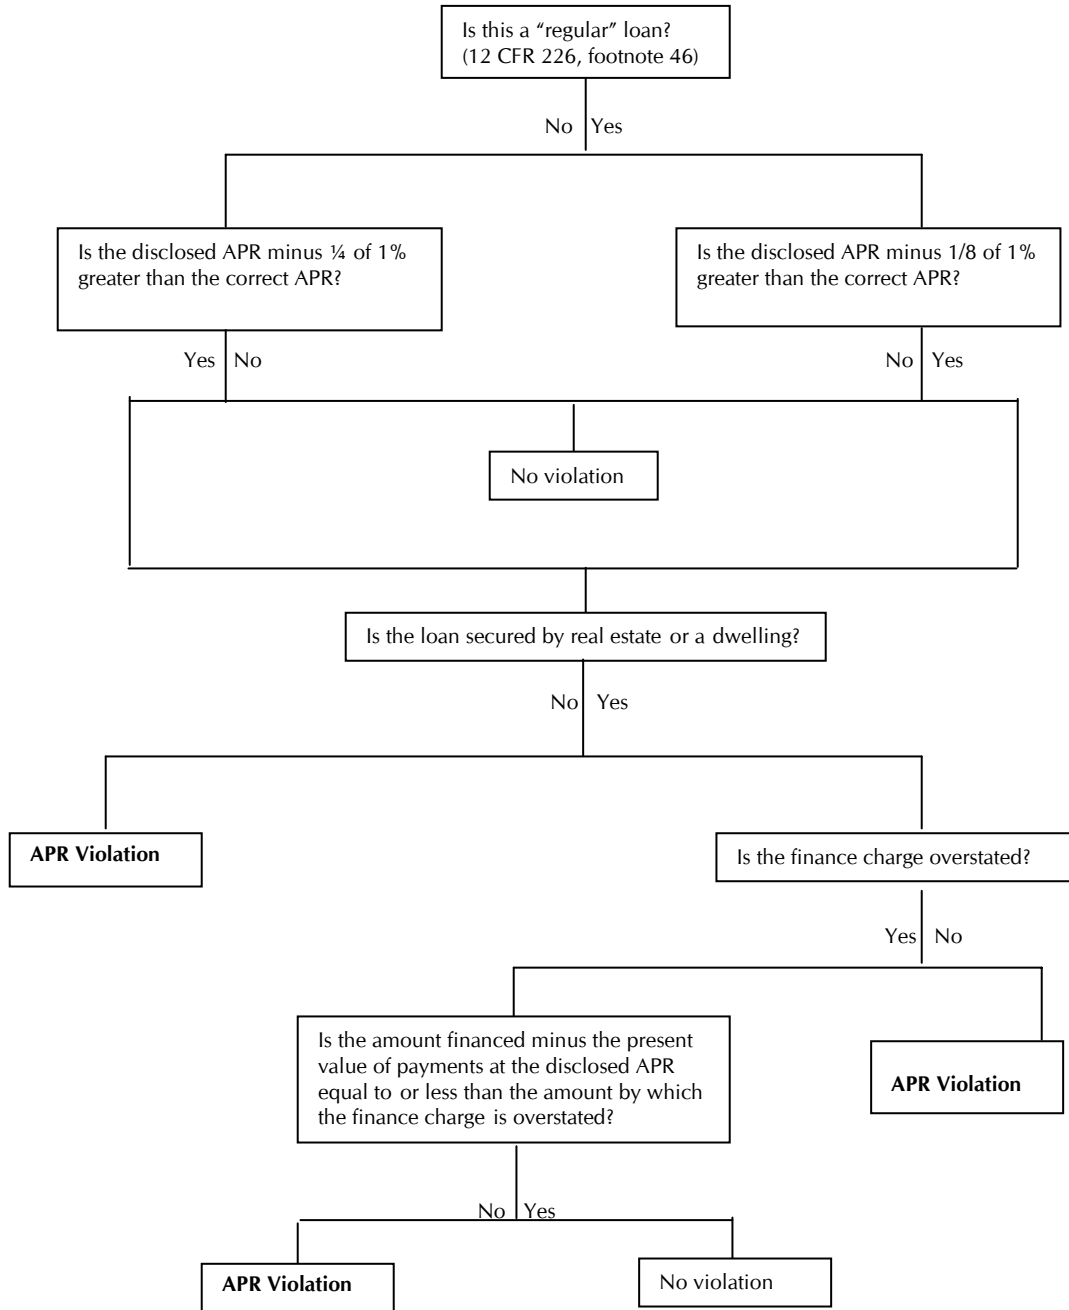 Is this a “regular” loan?
(12 CFR 226, footnote 46)
No Yes
Is the disclosed APR minus ¼ of 1%
greater than the correct APR?
Is the disclosed APR minus 1/8 of 1%
greater than the correct APR?
Yes No
No Yes
No violation
Is the loan secured by real estate or a dwelling?
No Yes
APR Violation
Is the finance charge overstated?
Yes No
Is the amount financed minus the present
value of payments at the disclosed APR
equal to or less than the amount by which
the finance charge is overstated?
APR Violation
No Yes
APR Violation
No violation